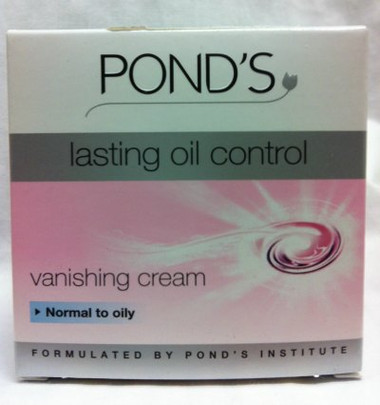 POND'S
lasting oil control
vanishing cream
Normal to oily
FORMULATED BY POND'S INSTITUTE